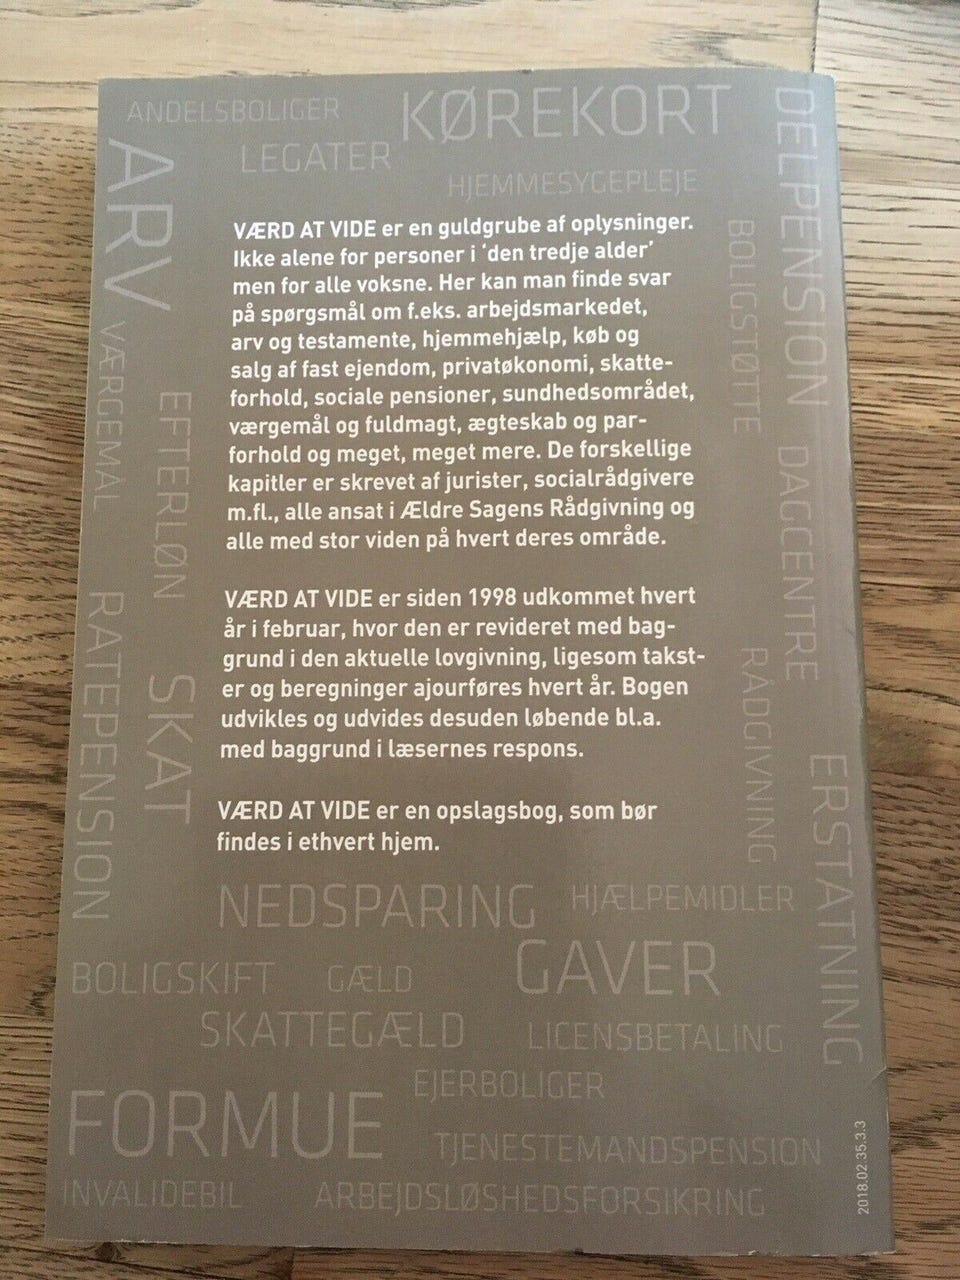 ANDELSBOLIGER
KØREKORT
LEGATER
HJEMMESYGEPLEJE
ARV
DELPENSION
BOLIGSTØTTE
VÆRD AT VIDE er en guldgrube af oplysninger.
Ikke alene for personer i ‘den tredje alder’
men for alle voksne. Her kan man finde svar
på spørgsmål om f.eks. arbejdsmarkedet,
arv og testamente, hjemmehjælp, køb og
salg af fast ejendom, privatøkonomi, skatte-
forhold, sociale pensioner, sundhedsområdet,
værgemål og fuldmagt, ægteskab og par-
forhold og meget, meget mere. De forskellige
kapitler er skrevet af jurister, socialrådgivere
m.fl., alle ansat i Ældre Sagens Rådgivning og
alle med stor viden på hvert deres område.
VÆRGEMÅL
EFTERLØN
DAGCENTRE
VÆRD AT VIDE er siden 1998 udkommet hvert
år i februar, hvor den er revideret med bag-
grund i den aktuelle lovgivning, ligesom takst-
er og beregninger ajourføres hvert år. Bogen
udvikles og udvides desuden løbende bl.a.
med baggrund i læsernes respons.
RATEPENSION
SKAT
RÅDGIVNING
ERSTATNING
VÆRD AT VIDE er en opslagsbog, som bør
findes i ethvert hjem.
NEDSPARING
HJÆLPEMIDLER
BOLIGSKIFT
GÆLD
GAVER
SKATTEGÆLD
LICENSBETALING
EJERBOLIGER
FORMUE
TJENESTEMANDSPENSION
INVALIDEBIL
ARBEJDSLØSHEDSFORSIKRING
2018.02 35.3.3